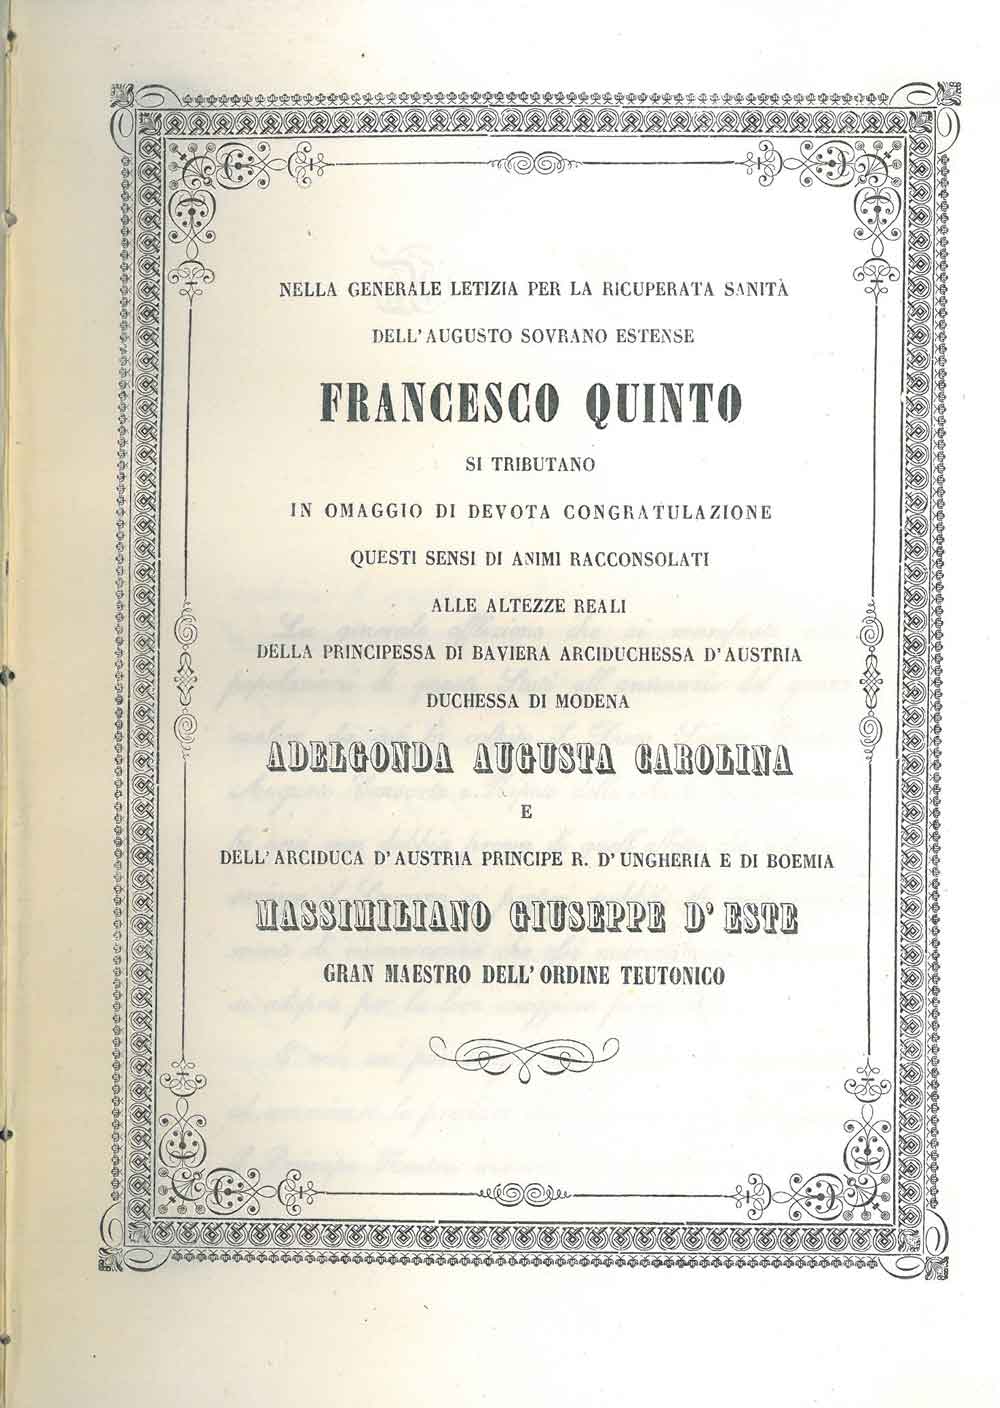 NELLA GENERALE LETIZIA PER LA RICUPERATA SANITÀ
DELL'AUGUSTO SOVRANO ESTENSE
FRANCESCO QUINTO
SI TRIBUTANO
IN OMAGGIO DI DEVOTA CONGRATULAZIONE
QUESTI SENSI DI ANIMI RACCONSOLATI
ALLE ALTEZZE REALI
DELLA PRINCIPESSA DI BAVIERA ARCIDUCHESSA D'AUSTRIA
DUCHESSA DI MODENA
ADELGONDA AUGUSTA CAROLINA
E
DELL'ARCIDUCA D'AUSTRIA PRINCIPE R. D'UNGHERIA E DI BOEMIA
MASSIMILIANO GIUSEPPE D'ESTE
GRAN MAESTRO DELL'ORDINE TEUTONICO